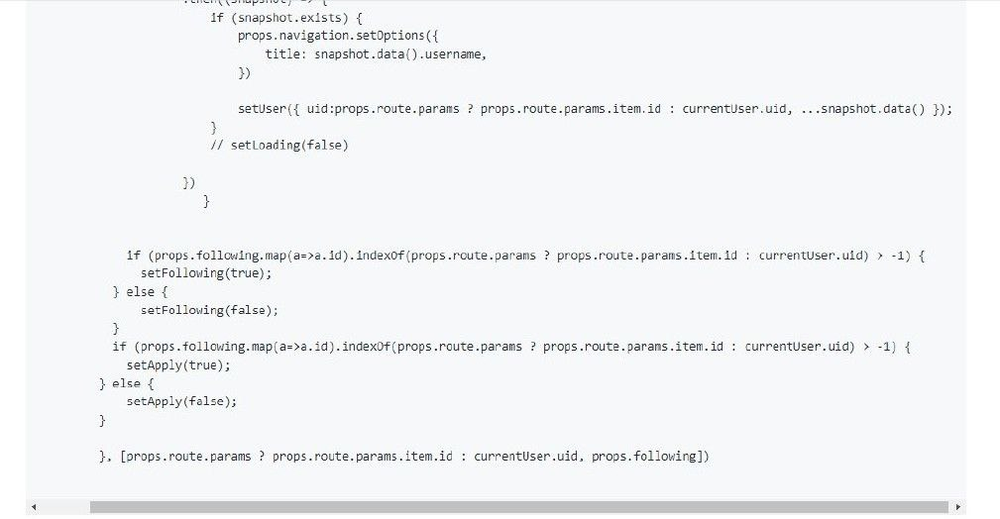 .then((snapshot) => {
if (snapshot.exists) {
props.navigation.setOptions({
title: snapshot.data().username,
})
setUser({ uid:props.route.params ? props.route.params.item.id : currentUser.uid, ...snapshot.data() });
}
// setLoading(false)
})
}
if (props.following.map(a=>a.id).indexOf(props.route.params ? props.route.params.item.id : currentUser.uid) > -1) {
setFollowing(true);
} else {
setFollowing(false);
}
if (props.following.map(a=>a.id).indexOf(props.route.params ? props.route.params.item.id : currentUser.uid) > -1) {
setApply(true);
} else {
setApply(false);
}
}, [props.route.params ? props.route.params.item.id : currentUser.uid, props.following])